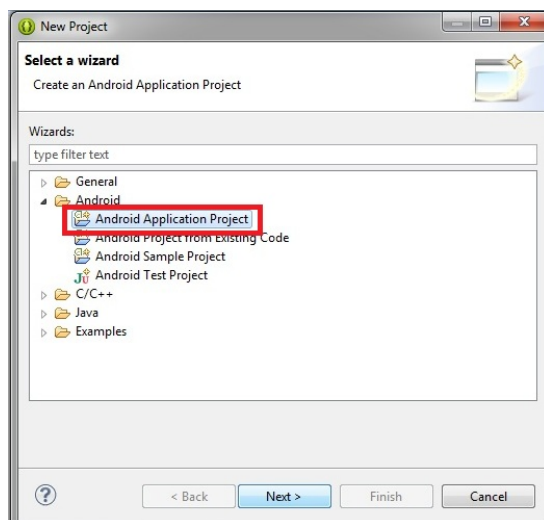 New Project
Select a wizard
Create an Android Application Project
Wizards:
type filter text
General
Android
Android Application Project
Android Project from Existing Code
Android Sample Project
Android Test Project
C/C++
Java
Examples
< Back Next > Finish Cancel